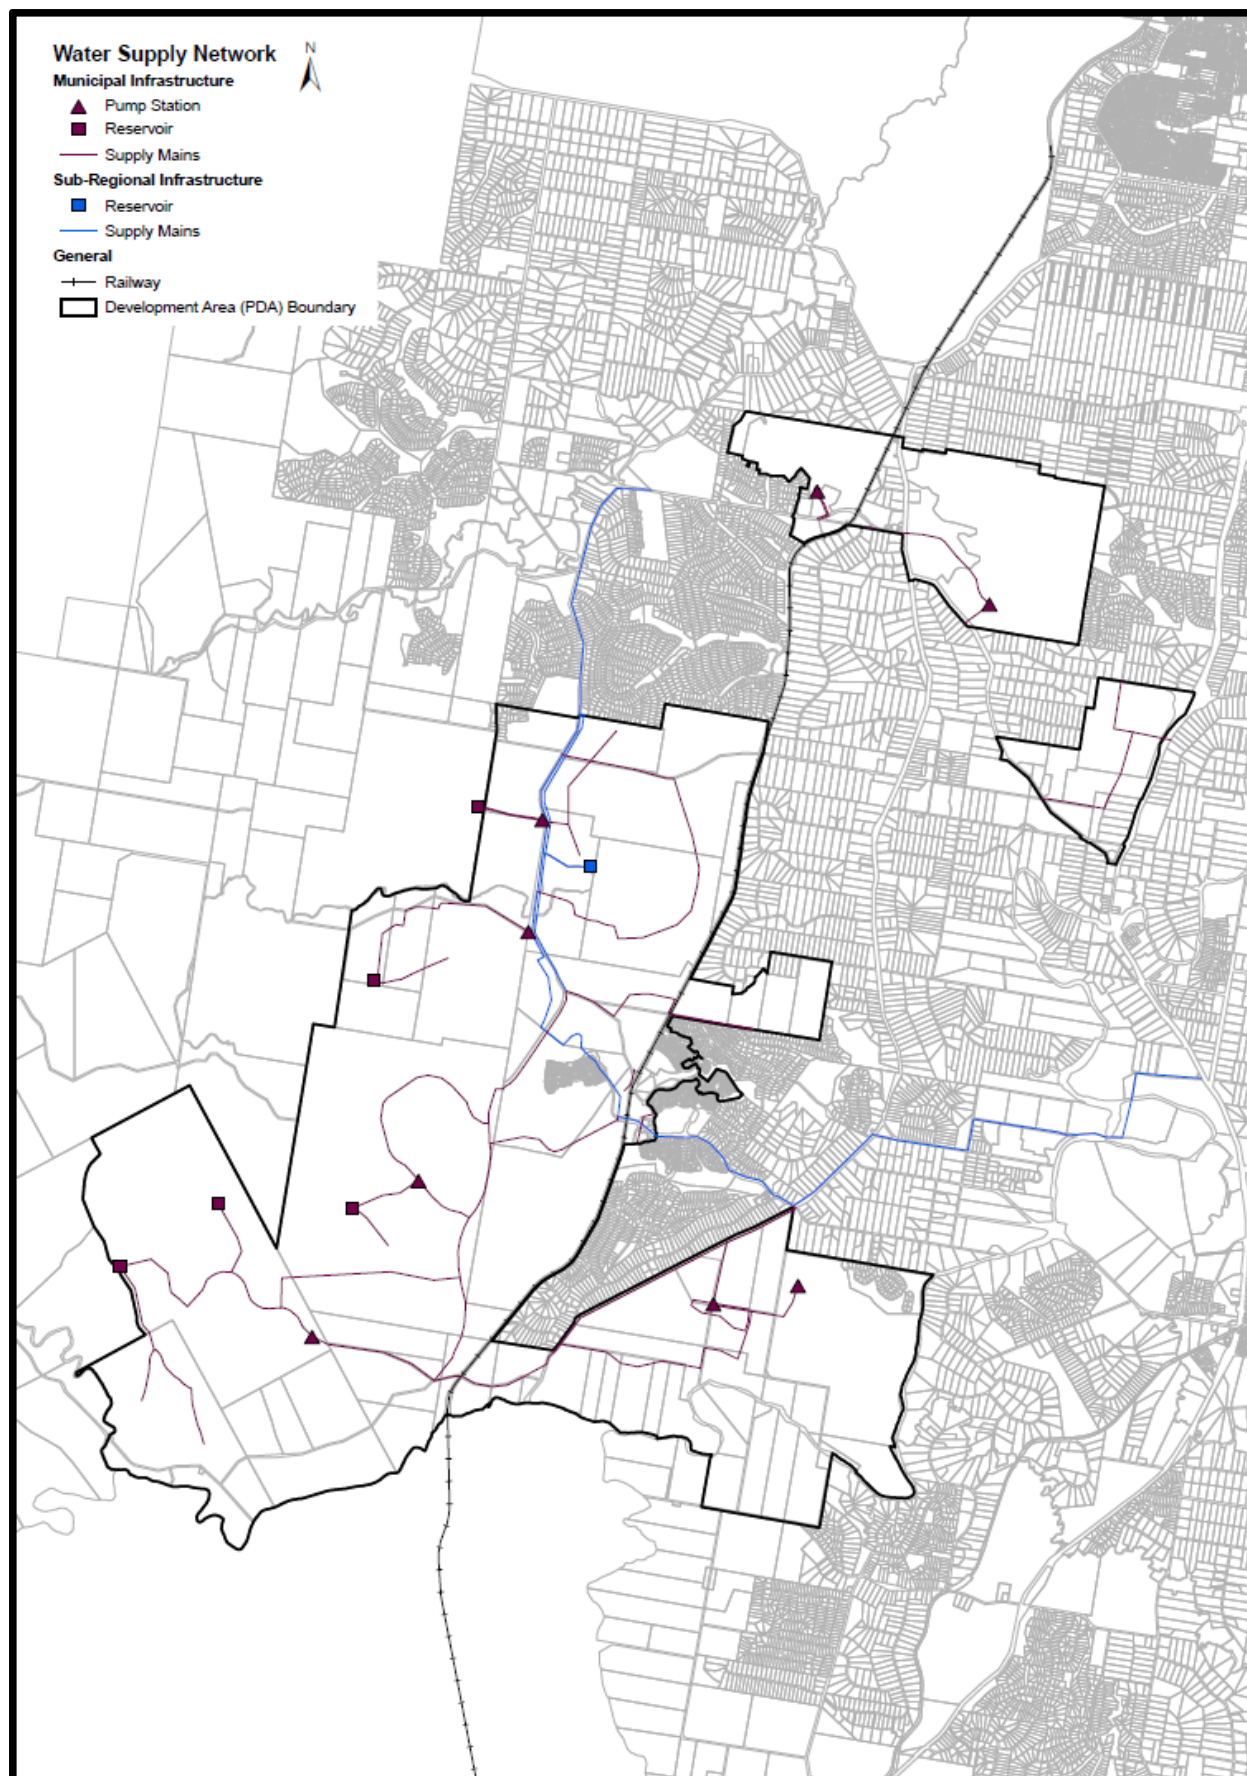 Water Supply Network
N
Municipal Infrastructure
Pump Station
Reservoir
Supply Mains
Sub-Regional Infrastructure
Reservoir
Supply Mains
General
Railway
Development Area (PDA) Boundary